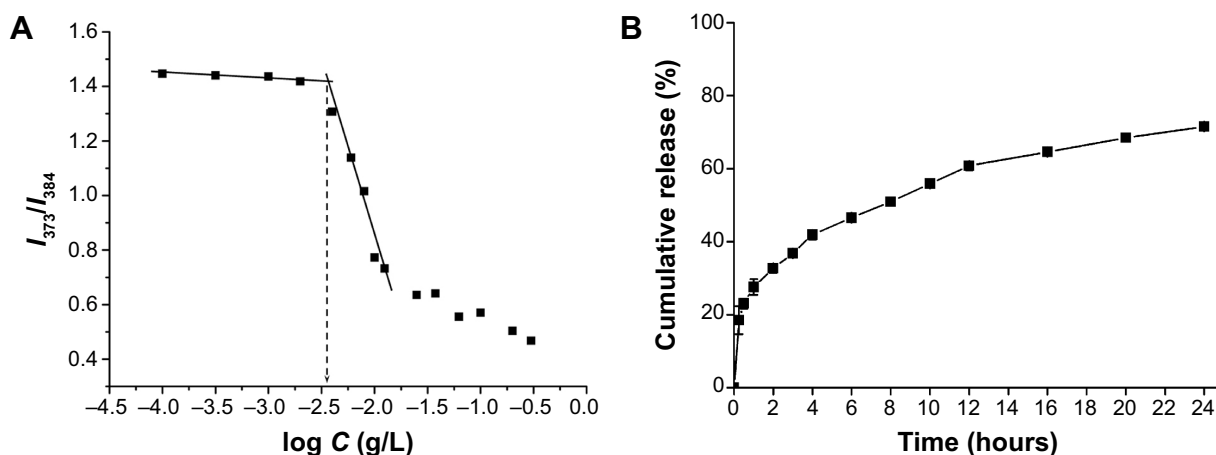 A
1.6
1.4
1.2
1.0
0.8
0.6
0.4
I373/I384
–4.5 –4.0 –3.5 –3.0 –2.5 –2.0 –1.5 –1.0 –0.5 0.0
log C (g/L)
B
100
80
60
40
20
0
Cumulative release (%)
0 2 4 6 8 10 12 14 16 18 20 22 24
Time (hours)